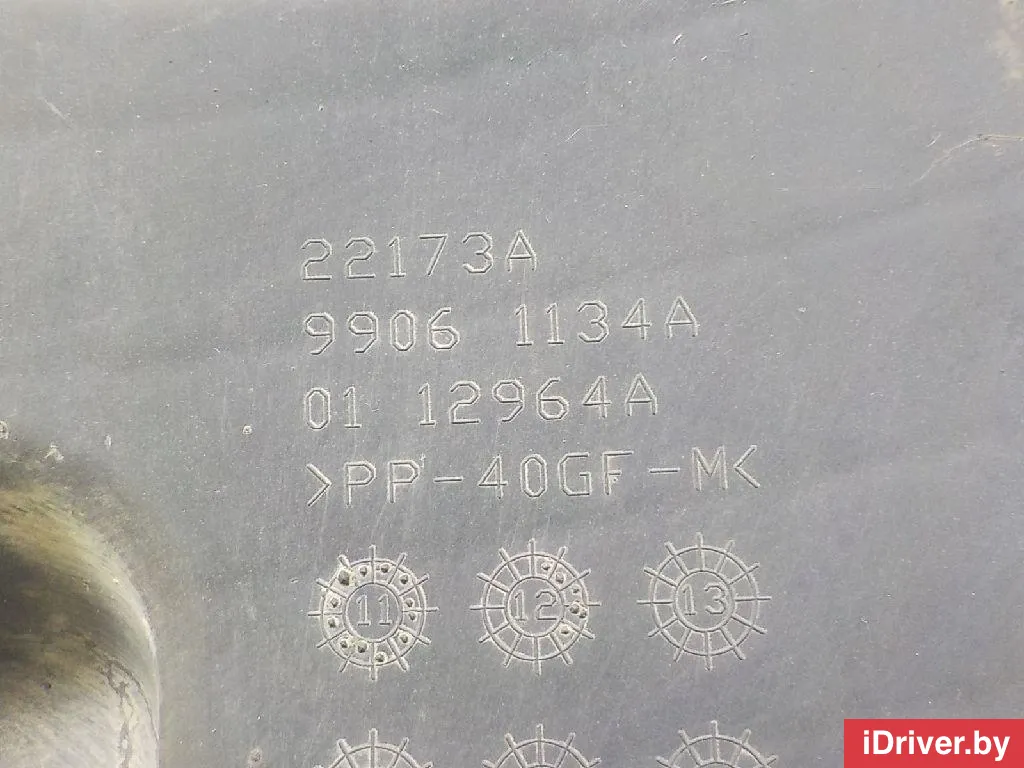 22173A
9906 1134A
01 12964A
>PP-40GF-M<
11 12 13
iDriver.by